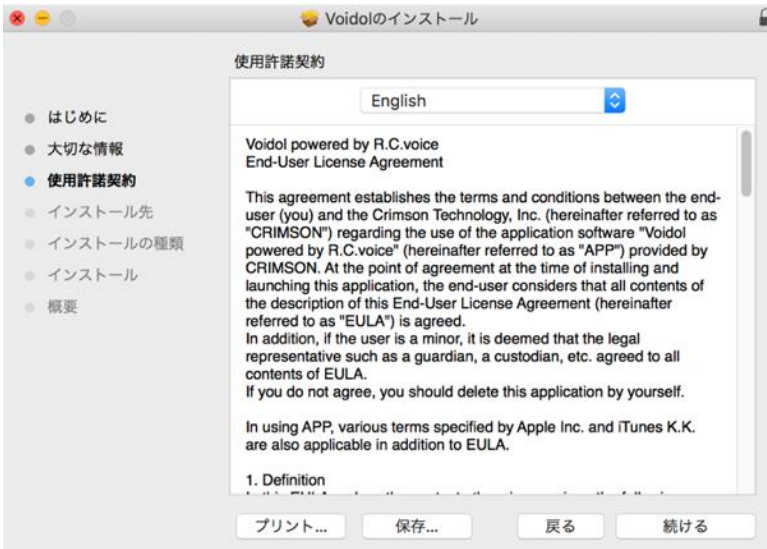 Voidolのインストール
使用許諾契約
English
はじめに
大切な情報
使用許諾契約
インストール先
インストールの種類
インストール
概要
Voidol powered by R.C.voice
End-User License Agreement
This agreement establishes the terms and conditions between the end-
user (you) and the Crimson Technology, Inc. (hereinafter referred to as
"CRIMSON") regarding the use of the application software "Voidol
powered by R.C.voice" (hereinafter referred to as "APP") provided by
CRIMSON. At the point of agreement at the time of installing and
launching this application, the end-user considers that all contents of
the description of this End-User License Agreement (hereinafter
referred to as "EULA") is agreed.
In addition, if the user is a minor, it is deemed that the legal
representative such as a guardian, a custodian, etc. agreed to all
contents of EULA.
If you do not agree, you should delete this application by yourself.
In using APP, various terms specified by Apple Inc. and iTunes K.K.
are also applicable in addition to EULA.
1. Definition
プリント...
保存...
戻る
続ける